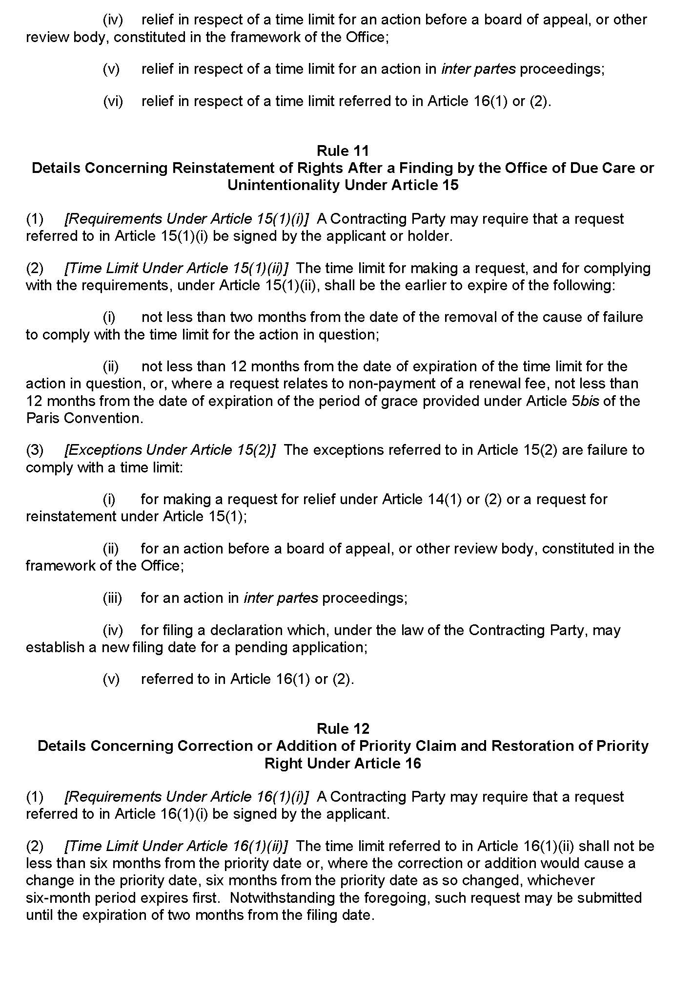 (iv) relief in respect of a time limit for an action before a board of appeal, or other
review body, constituted in the framework of the Office;
(v) relief in respect of a time limit for an action in inter partes proceedings;
(vi) relief in respect of a time limit referred to in Article 16(1) or (2).
Rule 11
Details Concerning Reinstatement of Rights After a Finding by the Office of Due Care or
Unintentionality Under Article 15
(1) [Requirements Under Article 15(1)(i)] A Contracting Party may require that a request
referred to in Article 15(1)(i) be signed by the applicant or holder.
(2) [Time Limit Under Article 15(1)(ii)] The time limit for making a request, and for complying
with the requirements, under Article 15(1)(ii), shall be the earlier to expire of the following:
(i) not less than two months from the date of the removal of the cause of failure
to comply with the time limit for the action in question;
(ii) not less than 12 months from the date of expiration of the time limit for the
action in question, or, where a request relates to non-payment of a renewal fee, not less than
12 months from the date of expiration of the period of grace provided under Article 5bis of the
Paris Convention.
(3) [Exceptions Under Article 15(2)] The exceptions referred to in Article 15(2) are failure to
comply with a time limit:
(i) for making a request for relief under Article 14(1) or (2) or a request for
reinstatement under Article 15(1);
(ii) for an action before a board of appeal, or other review body, constituted in the
framework of the Office;
(iii) for an action in inter partes proceedings;
(iv) for filing a declaration which, under the law of the Contracting Party, may
establish a new filing date for a pending application;
(v) referred to in Article 16(1) or (2).
Rule 12
Details Concerning Correction or Addition of Priority Claim and Restoration of Priority
Right Under Article 16
(1) [Requirements Under Article 16(1)(i)] A Contracting Party may require that a request
referred to in Article 16(1)(i) be signed by the applicant.
(2) [Time Limit Under Article 16(1)(ii)] The time limit referred to in Article 16(1)(ii) shall not be
less than six months from the priority date or, where the correction or addition would cause a
change in the priority date, six months from the priority date as so changed, whichever
six-month period expires first. Notwithstanding the foregoing, such request may be submitted
until the expiration of two months from the filing date.